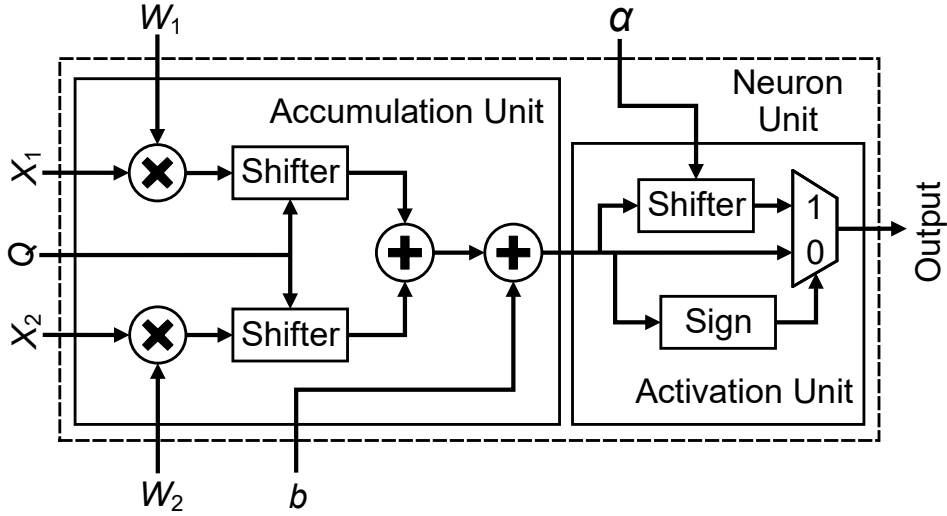 W1
α
Neuron
Unit
Accumulation Unit
X1
Shifter
Shifter
1
Q
0
Output
X2
Shifter
Sign
Activation Unit
W2
b